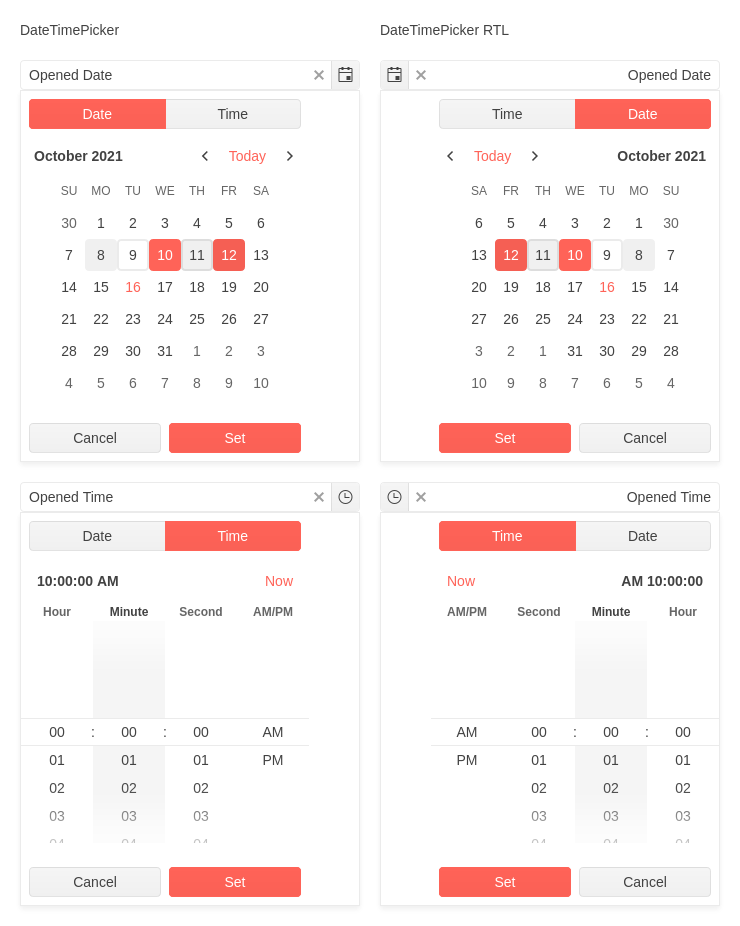 DateTimePicker
Opened Date
Date Time
October 2021 Today
SU MO TU WE TH FR SA
30 1 2 3 4 5 6
7 8 9 10 11 12 13
14 15 16 17 18 19 20
21 22 23 24 25 26 27
28 29 30 31 1 2 3
4 5 6 7 8 9 10
Cancel Set
DateTimePicker RTL
Opened Date
Time Date
Today October 2021
SA FR TH WE TU MO SU
6 5 4 3 2 1 30
13 12 11 10 9 8 7
20 19 18 17 16 15 14
27 26 25 24 23 22 21
3 2 1 31 30 29 28
10 9 8 7 6 5 4
Set Cancel
Opened Time
Date Time
10:00:00 AM Now
Hour Minute Second AM/PM
00 : 00 : 00 AM
01 01 01 PM
02 02 02
03 03 03
04 04 04
Cancel Set
Opened Time
Time Date
Now AM 10:00:00
AM/PM Second Minute Hour
AM 00 : 00 : 00
PM 01 01 01
02 02 02
03 03 03
04 04 04
Set Cancel